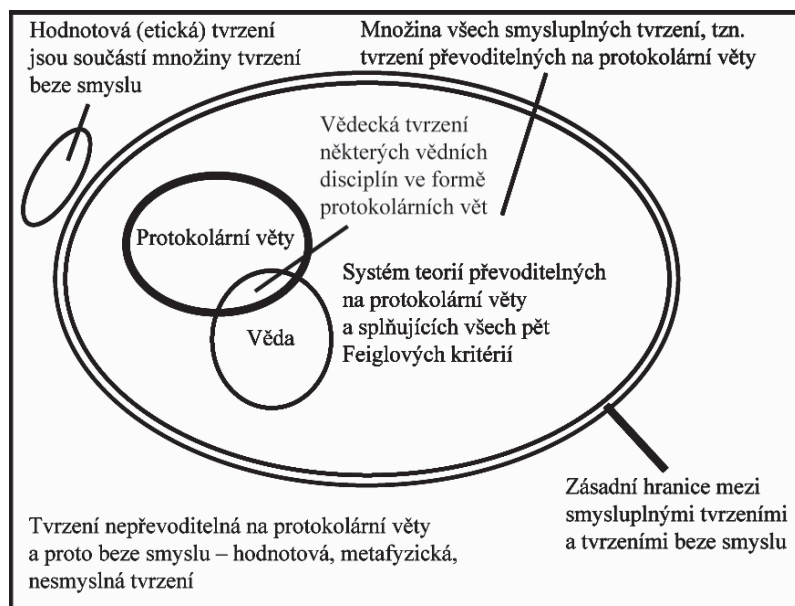 Hodnotová (etická) tvrzení
jsou součástí množiny tvrzení
beze smyslu
Množina všech smysluplných tvrzení, tzn.
tvrzení převoditelných na protokolární věty
Vědecká tvrzení
některých vědních
disciplín ve formě
protokolárních vět
Protokolární věty
Systém teorií převoditelných
na protokolární věty
a splňujících všech pět
Feiglových kritérií
Věda
Zásadní hranice mezi
smysluplnými tvrzeními
a tvrzeními beze smyslu
Tvrzení nepřevoditelná na protokolární věty
a proto beze smyslu – hodnotová, metafyzická,
nesmyslná tvrzení